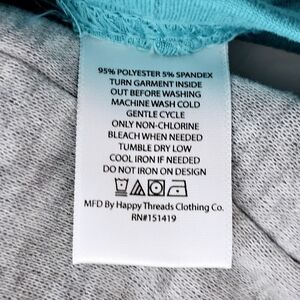 95% POLYESTER 5% SPANDEX
TURN GARMENT INSIDE
OUT BEFORE WASHING
MACHINE WASH COLD
GENTLE CYCLE
ONLY NON-CHLORINE
BLEACH WHEN NEEDED
TUMBLE DRY LOW
COOL IRON IF NEEDED
DO NOT IRON ON DESIGN
MFD By Happy Threads Clothing Co.
RN#151419